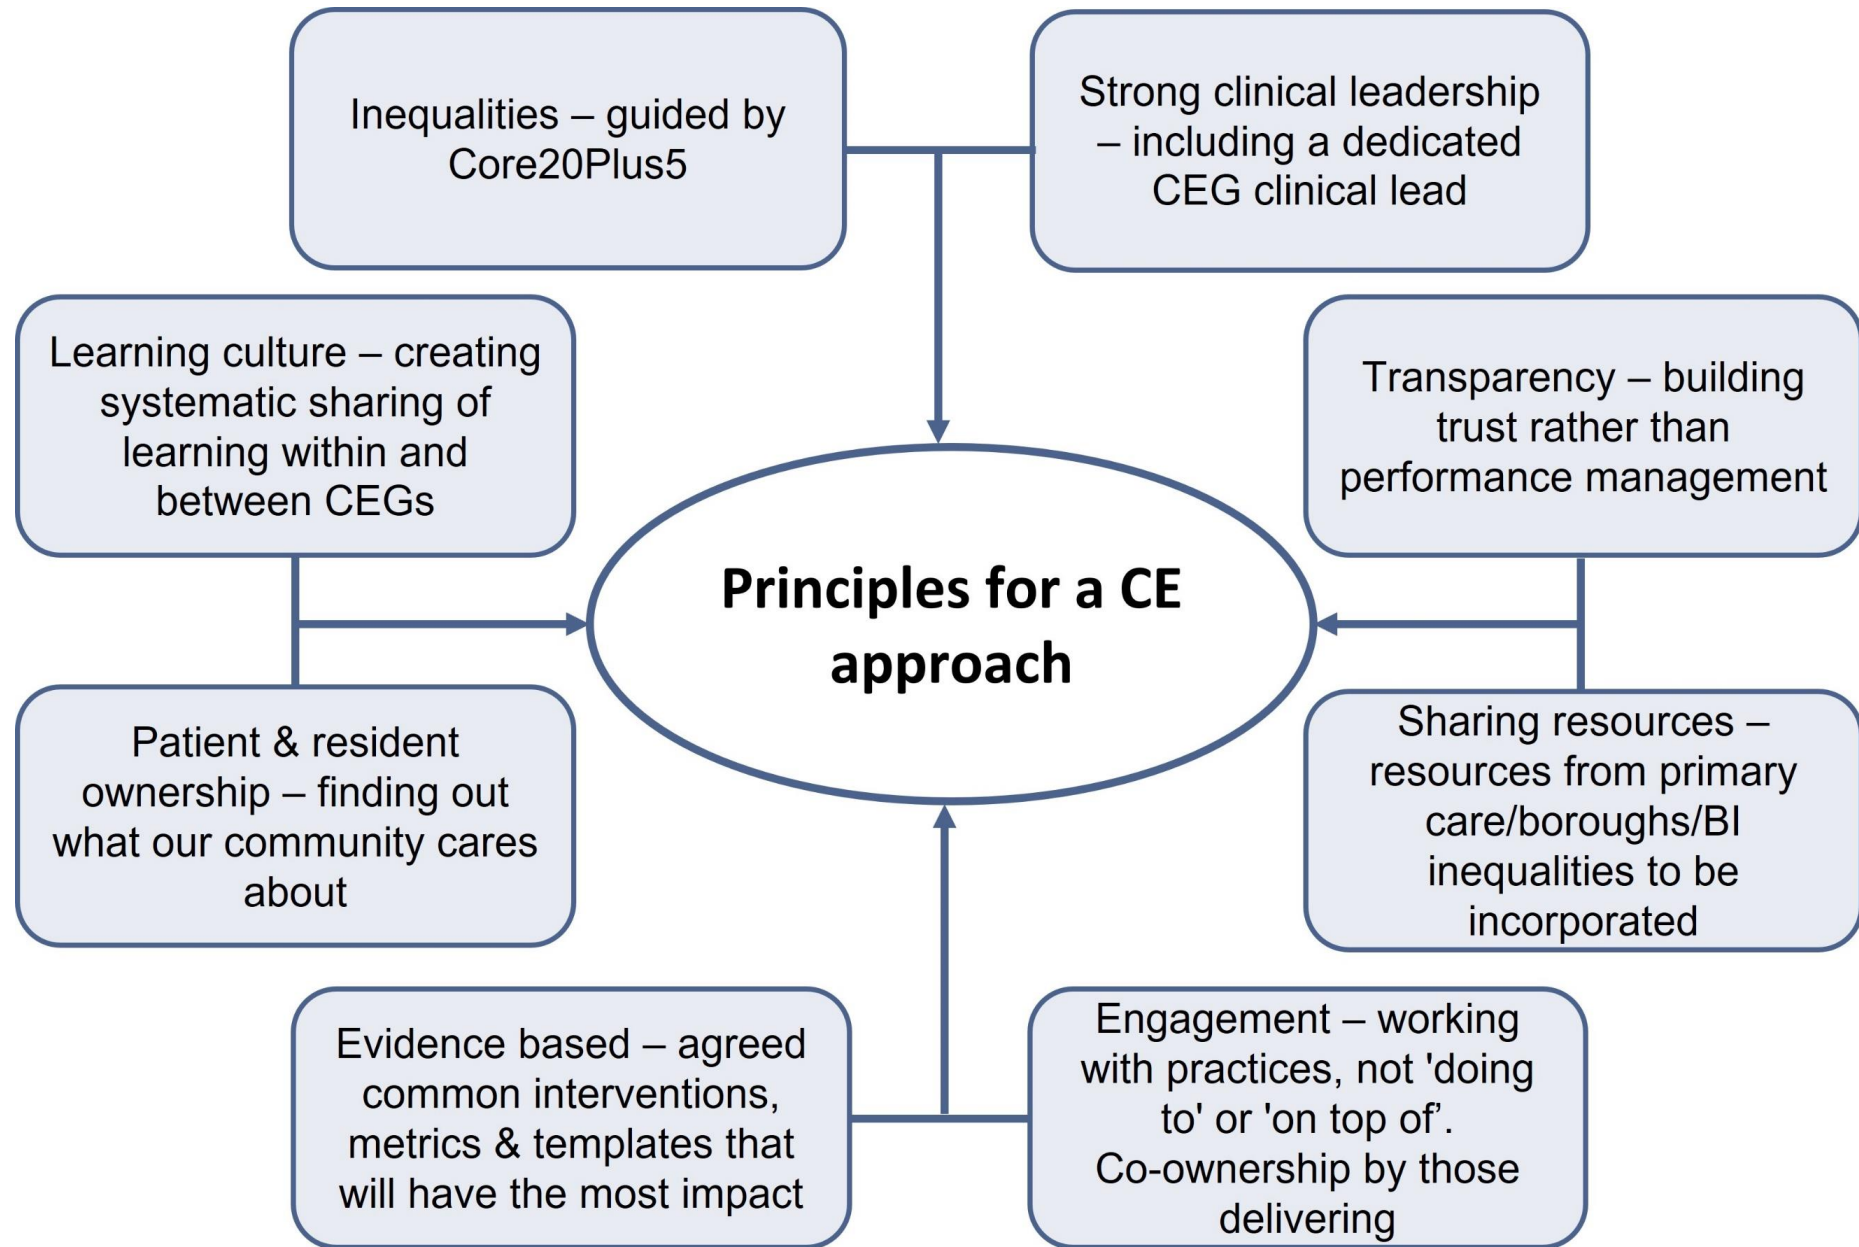 Inequalities – guided by
Core20Plus5
Strong clinical leadership
– including a dedicated
CEG clinical lead
Learning culture – creating
systematic sharing of
learning within and
between CEGs
Transparency – building
trust rather than
performance management
Principles for a CE
approach
Patient & resident
ownership – finding out
what our community cares
about
Sharing resources –
resources from primary
care/boroughs/BI
inequalities to be
incorporated
Evidence based – agreed
common interventions,
metrics & templates that
will have the most impact
Engagement – working
with practices, not 'doing
to' or 'on top of’.
Co-ownership by those
delivering